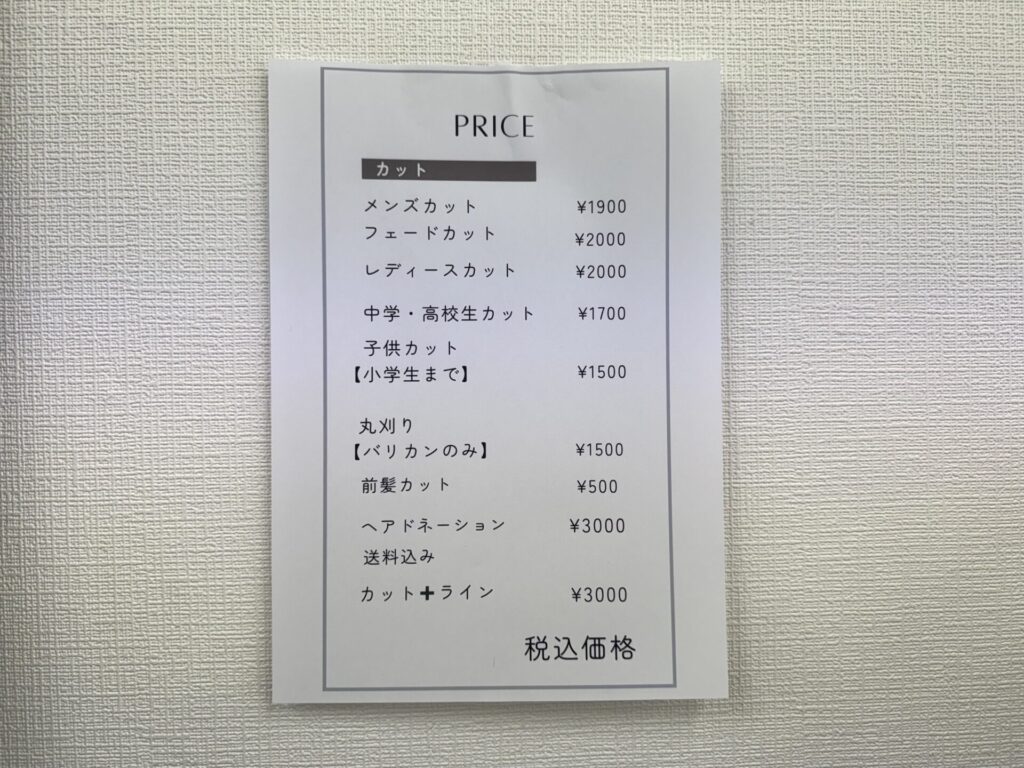 PRICE
カット
メンズカット ¥1900
フェードカット ¥2000
レディースカット ¥2000
中学・高校生カット ¥1700
子供カット
【小学生まで】 ¥1500
丸刈り
【バリカンのみ】 ¥1500
前髪カット ¥500
ヘアドネーション ¥3000
送料込み
カット➕ライン ¥3000
税込価格